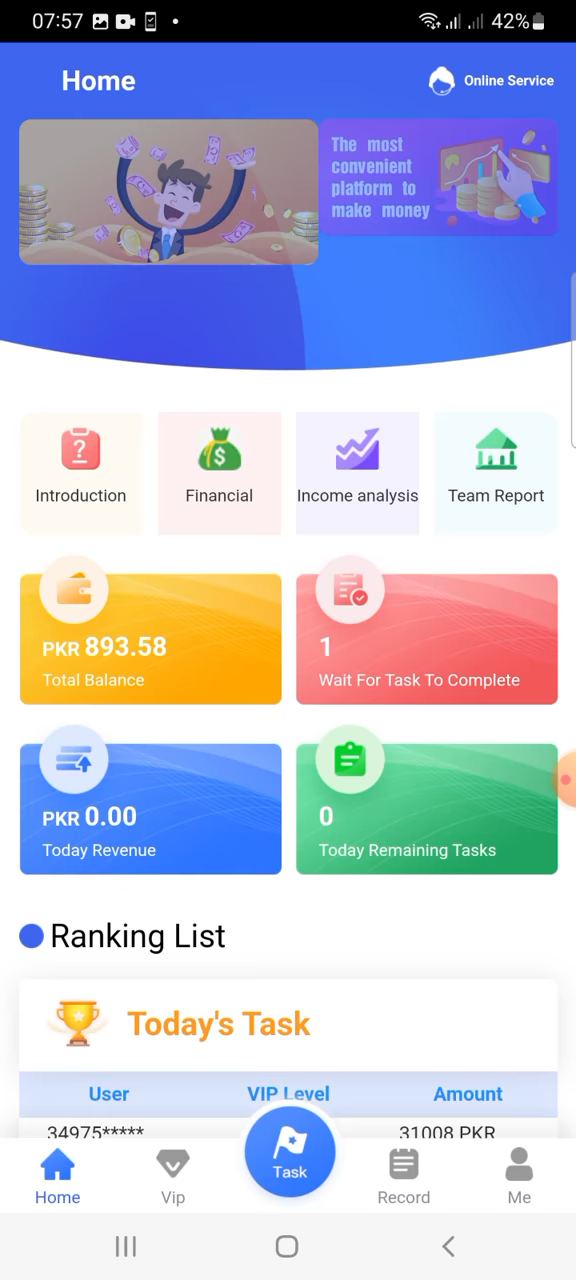 07:57
42%
Home
Online Service
The most
convenient
platform to
make money
Introduction
Financial
Income analysis
Team Report
PKR 893.58
Total Balance
1
Wait For Task To Complete
PKR 0.00
Today Revenue
0
Today Remaining Tasks
Ranking List
Today's Task
User
VIP Level
Amount
34975*****
31008 PKR
Task
Home
Vip
Record
Me